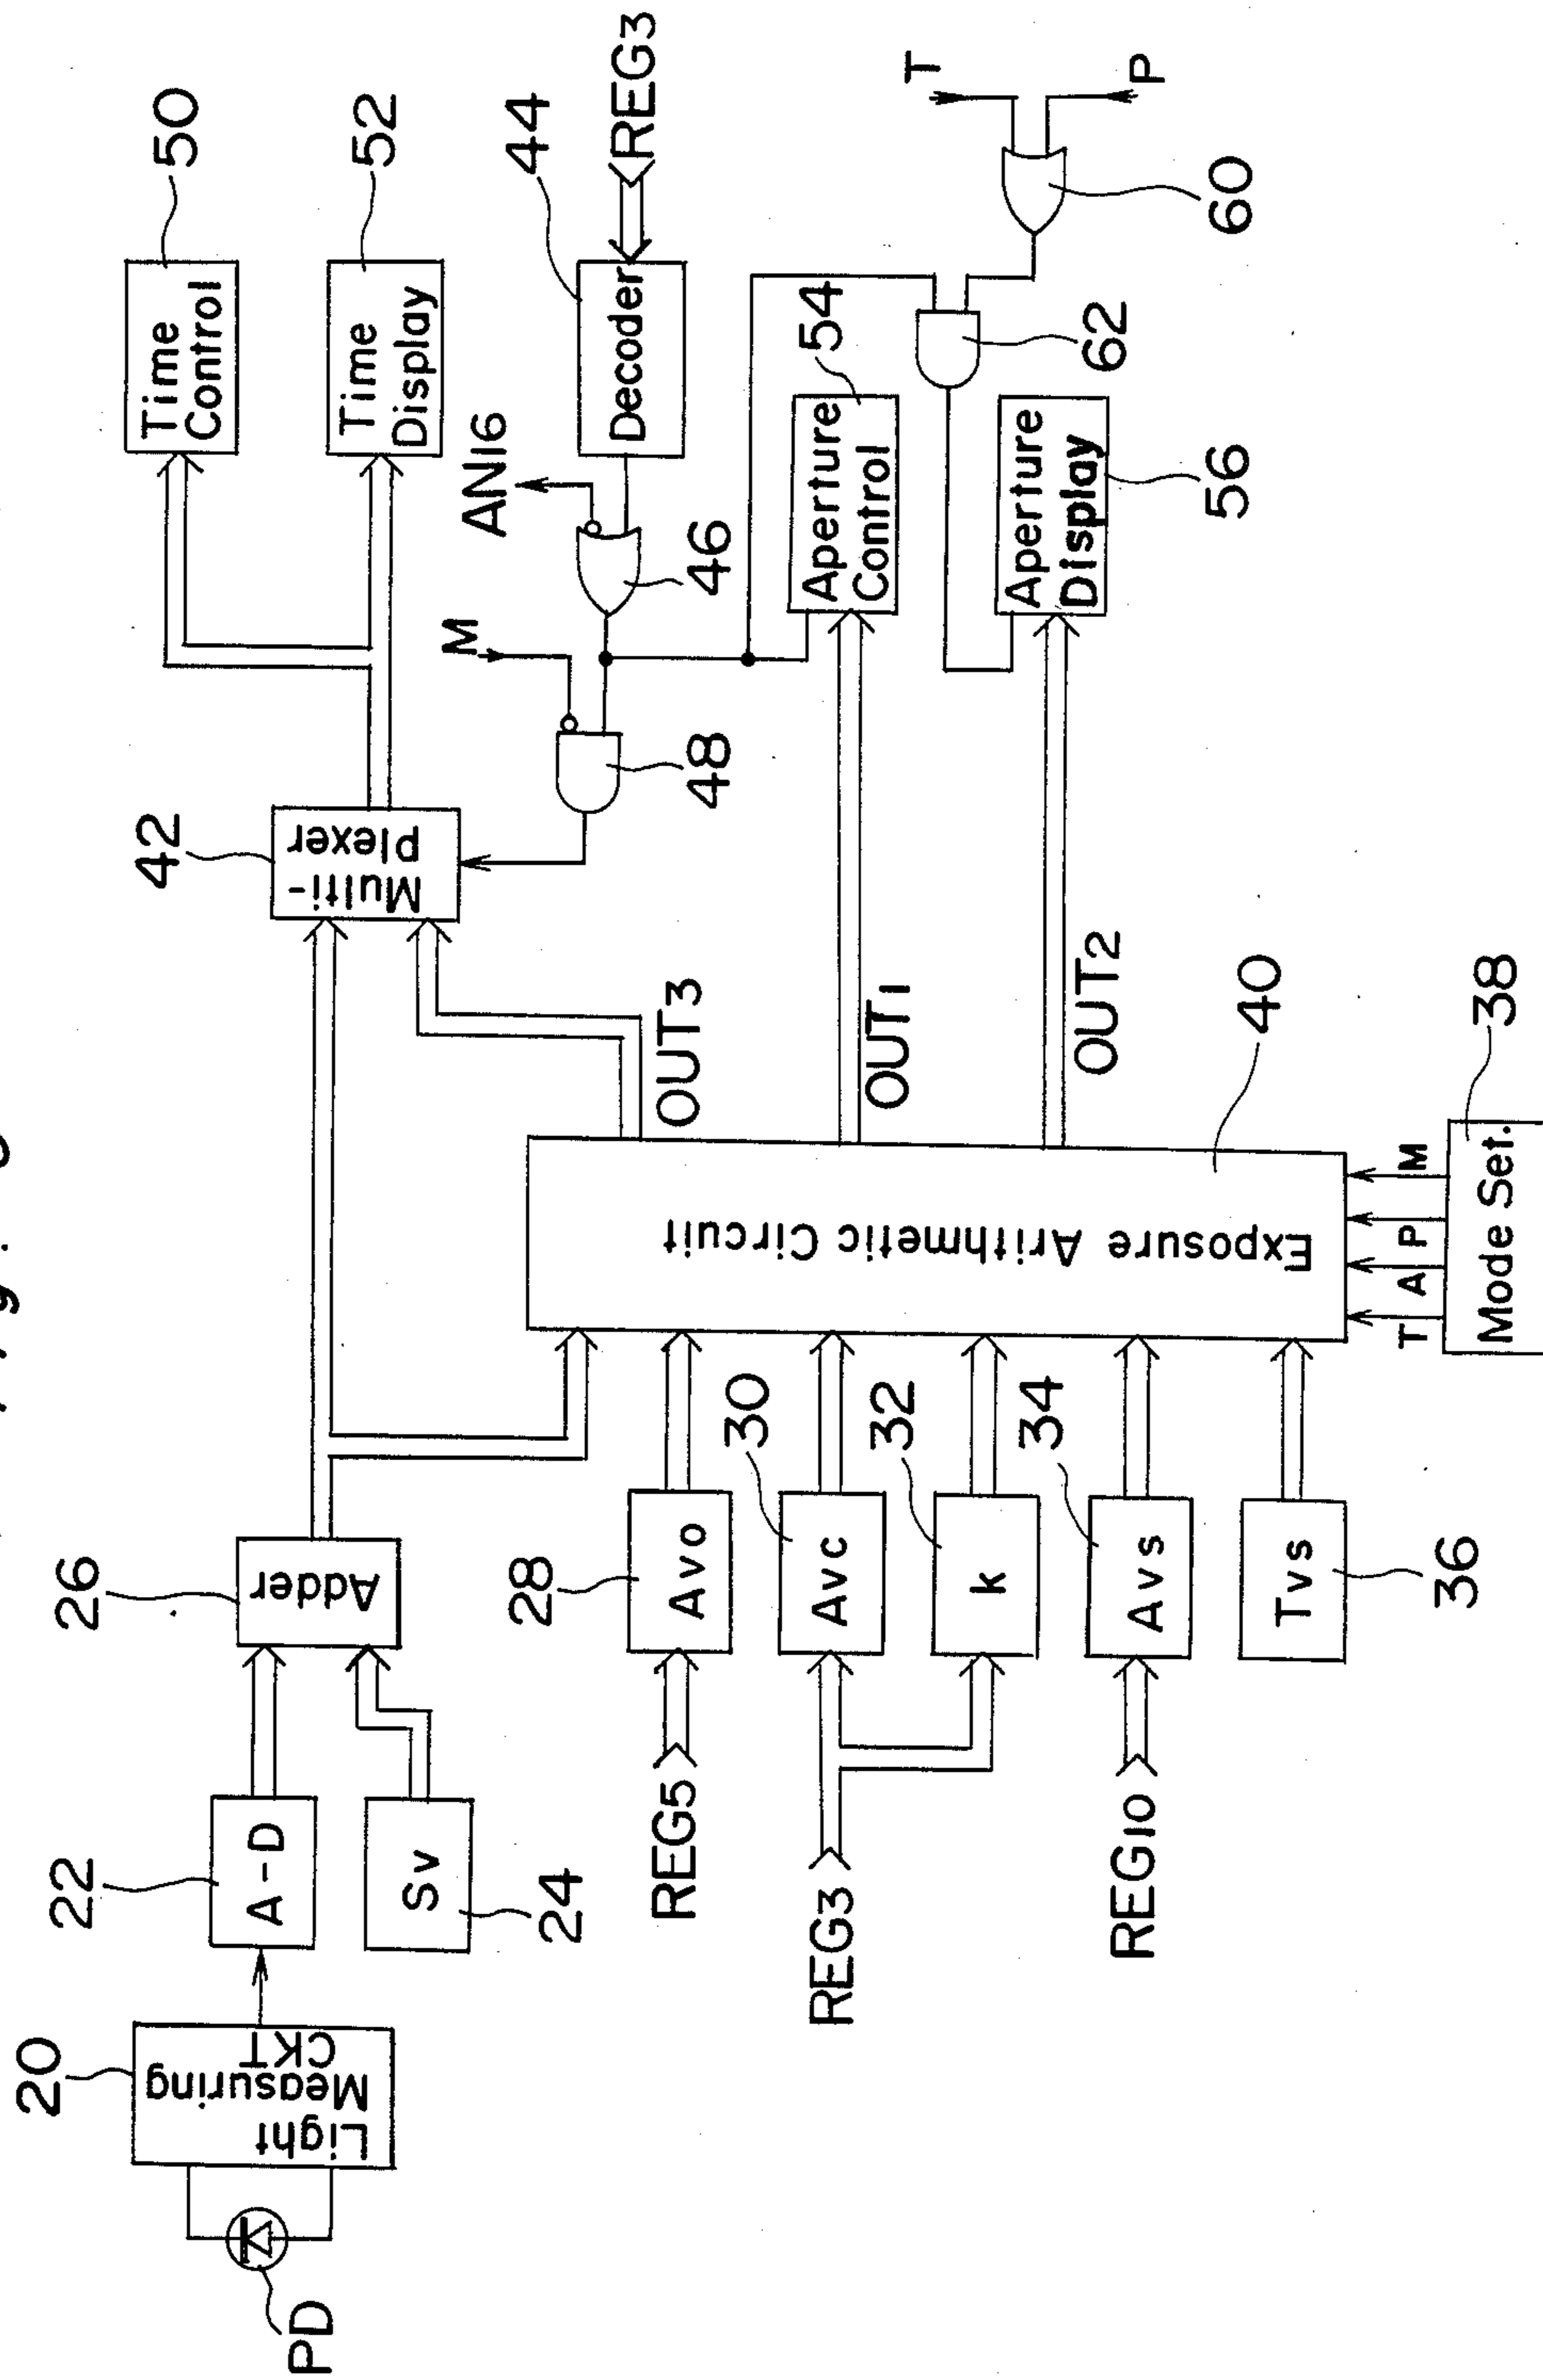 50
Time
Control
52
Time
Display
44
REG3
Decoder
AN16
46
M
48
42
Multi-
plexer
T
P
60
62
54
Aperture
Control
56
Aperture
Display
OUT3
OUT1
OUT2
40
Exposure Arithmetic Circuit
38
Mode Set.
T A P M
26
Adder
22
A-D
Sv
24
20
Light
Measuring
CKT
PD
28
Avo
REG5
30
Avc
REG3
32
k
34
Avs
REG10
36
Tvs